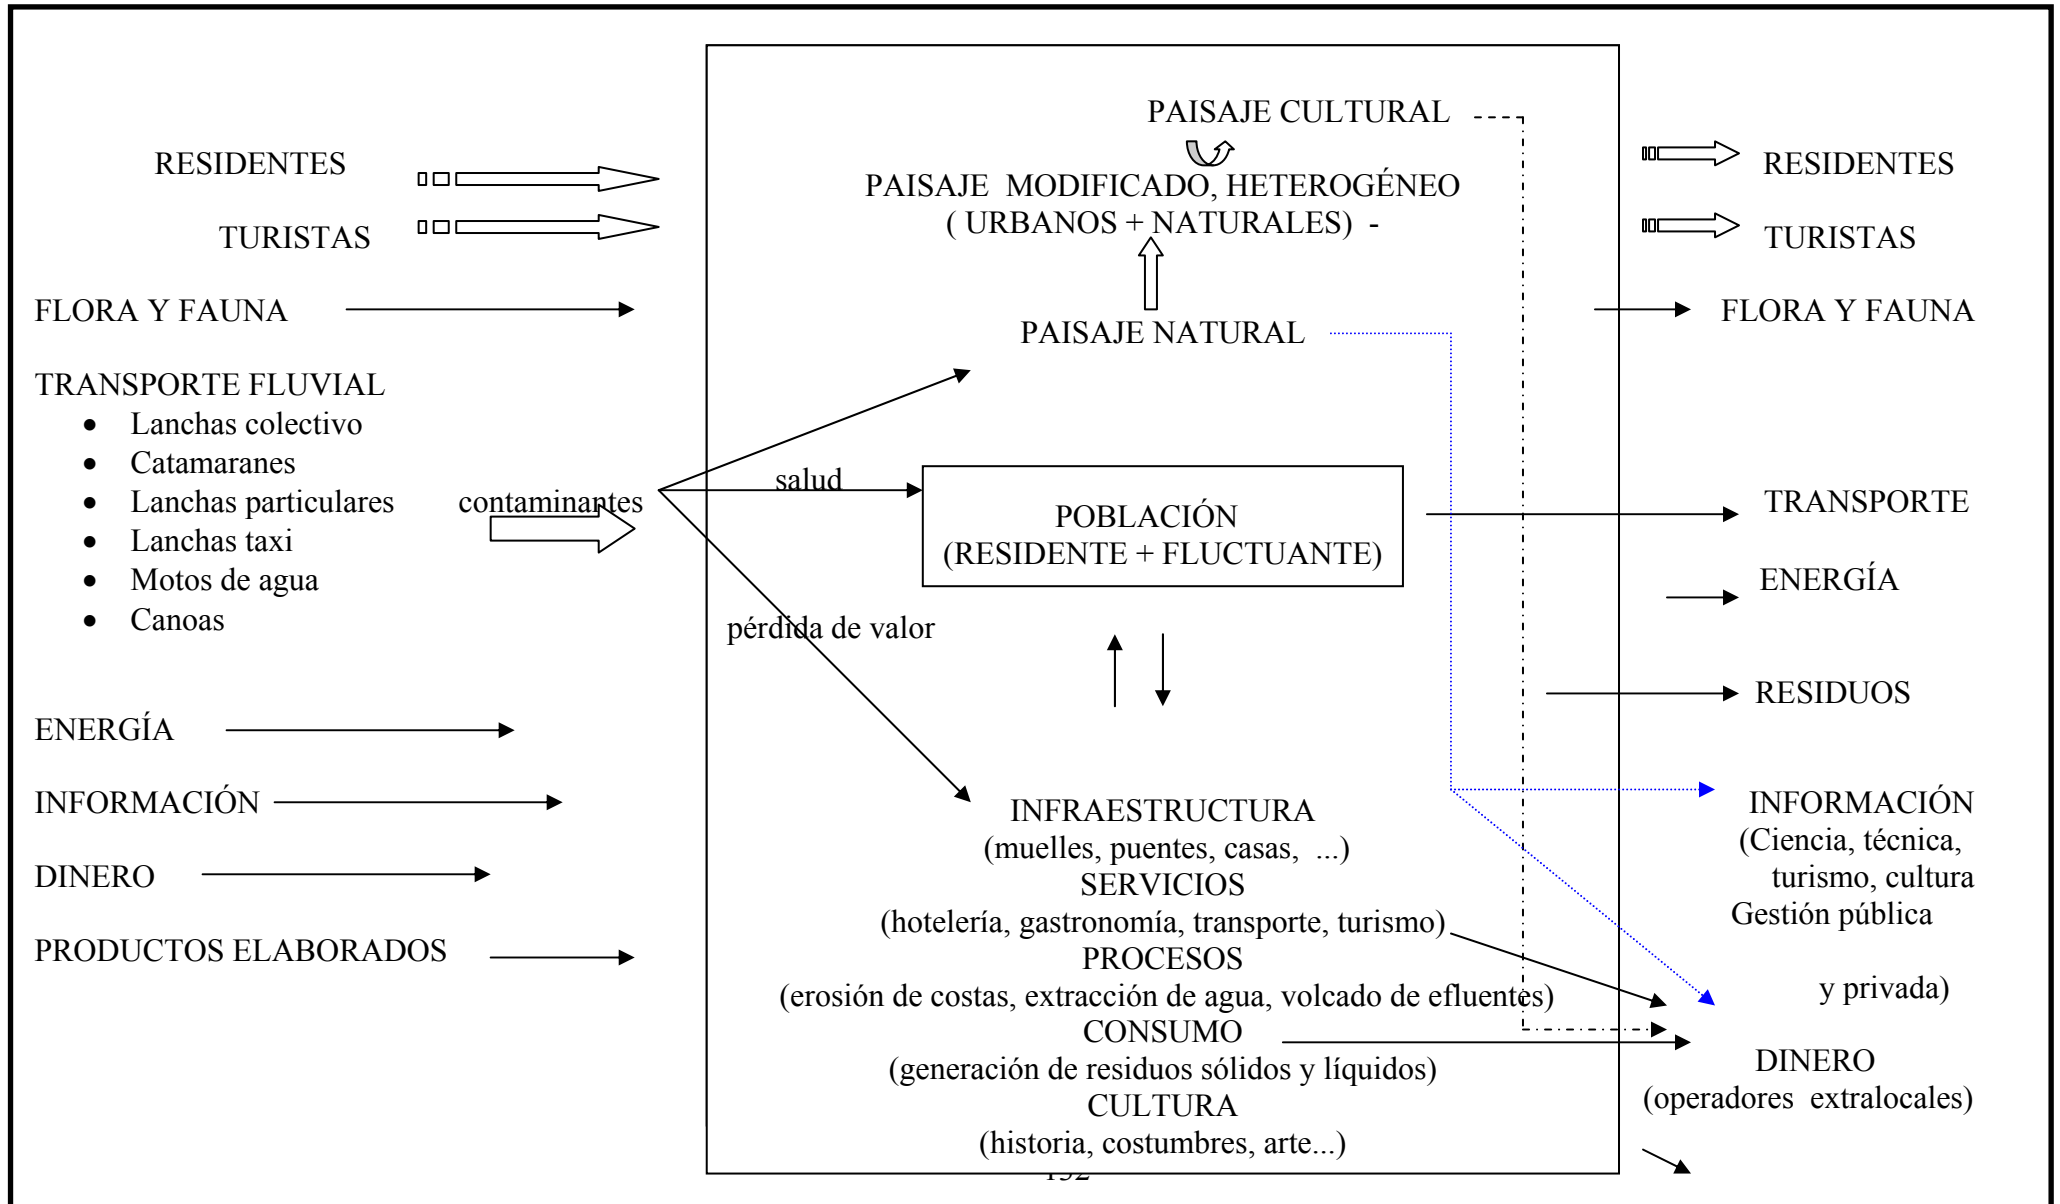 RESIDENTES
TURISTAS
FLORA Y FAUNA
TRANSPORTE FLUVIAL
• Lanchas colectivo
• Catamaranes
• Lanchas particulares
• Lanchas taxi
• Motos de agua
• Canoas
contaminantes
ENERGÍA
INFORMACIÓN
DINERO
PRODUCTOS ELABORADOS
PAISAJE CULTURAL
PAISAJE MODIFICADO, HETEROGÉNEO
( URBANOS + NATURALES) -
PAISAJE NATURAL
salud
POBLACIÓN
(RESIDENTE + FLUCTUANTE)
pérdida de valor
INFRAESTRUCTURA
(muelles, puentes, casas, ...)
SERVICIOS
(hotelería, gastronomía, transporte, turismo)
PROCESOS
(erosión de costas, extracción de agua, volcado de efluentes)
CONSUMO
(generación de residuos sólidos y líquidos)
CULTURA
(historia, costumbres, arte...)
RESIDENTES
TURISTAS
FLORA Y FAUNA
TRANSPORTE
ENERGÍA
RESIDUOS
INFORMACIÓN
(Ciencia, técnica,
turismo, cultura
Gestión pública
y privada)
DINERO
(operadores extralocales)